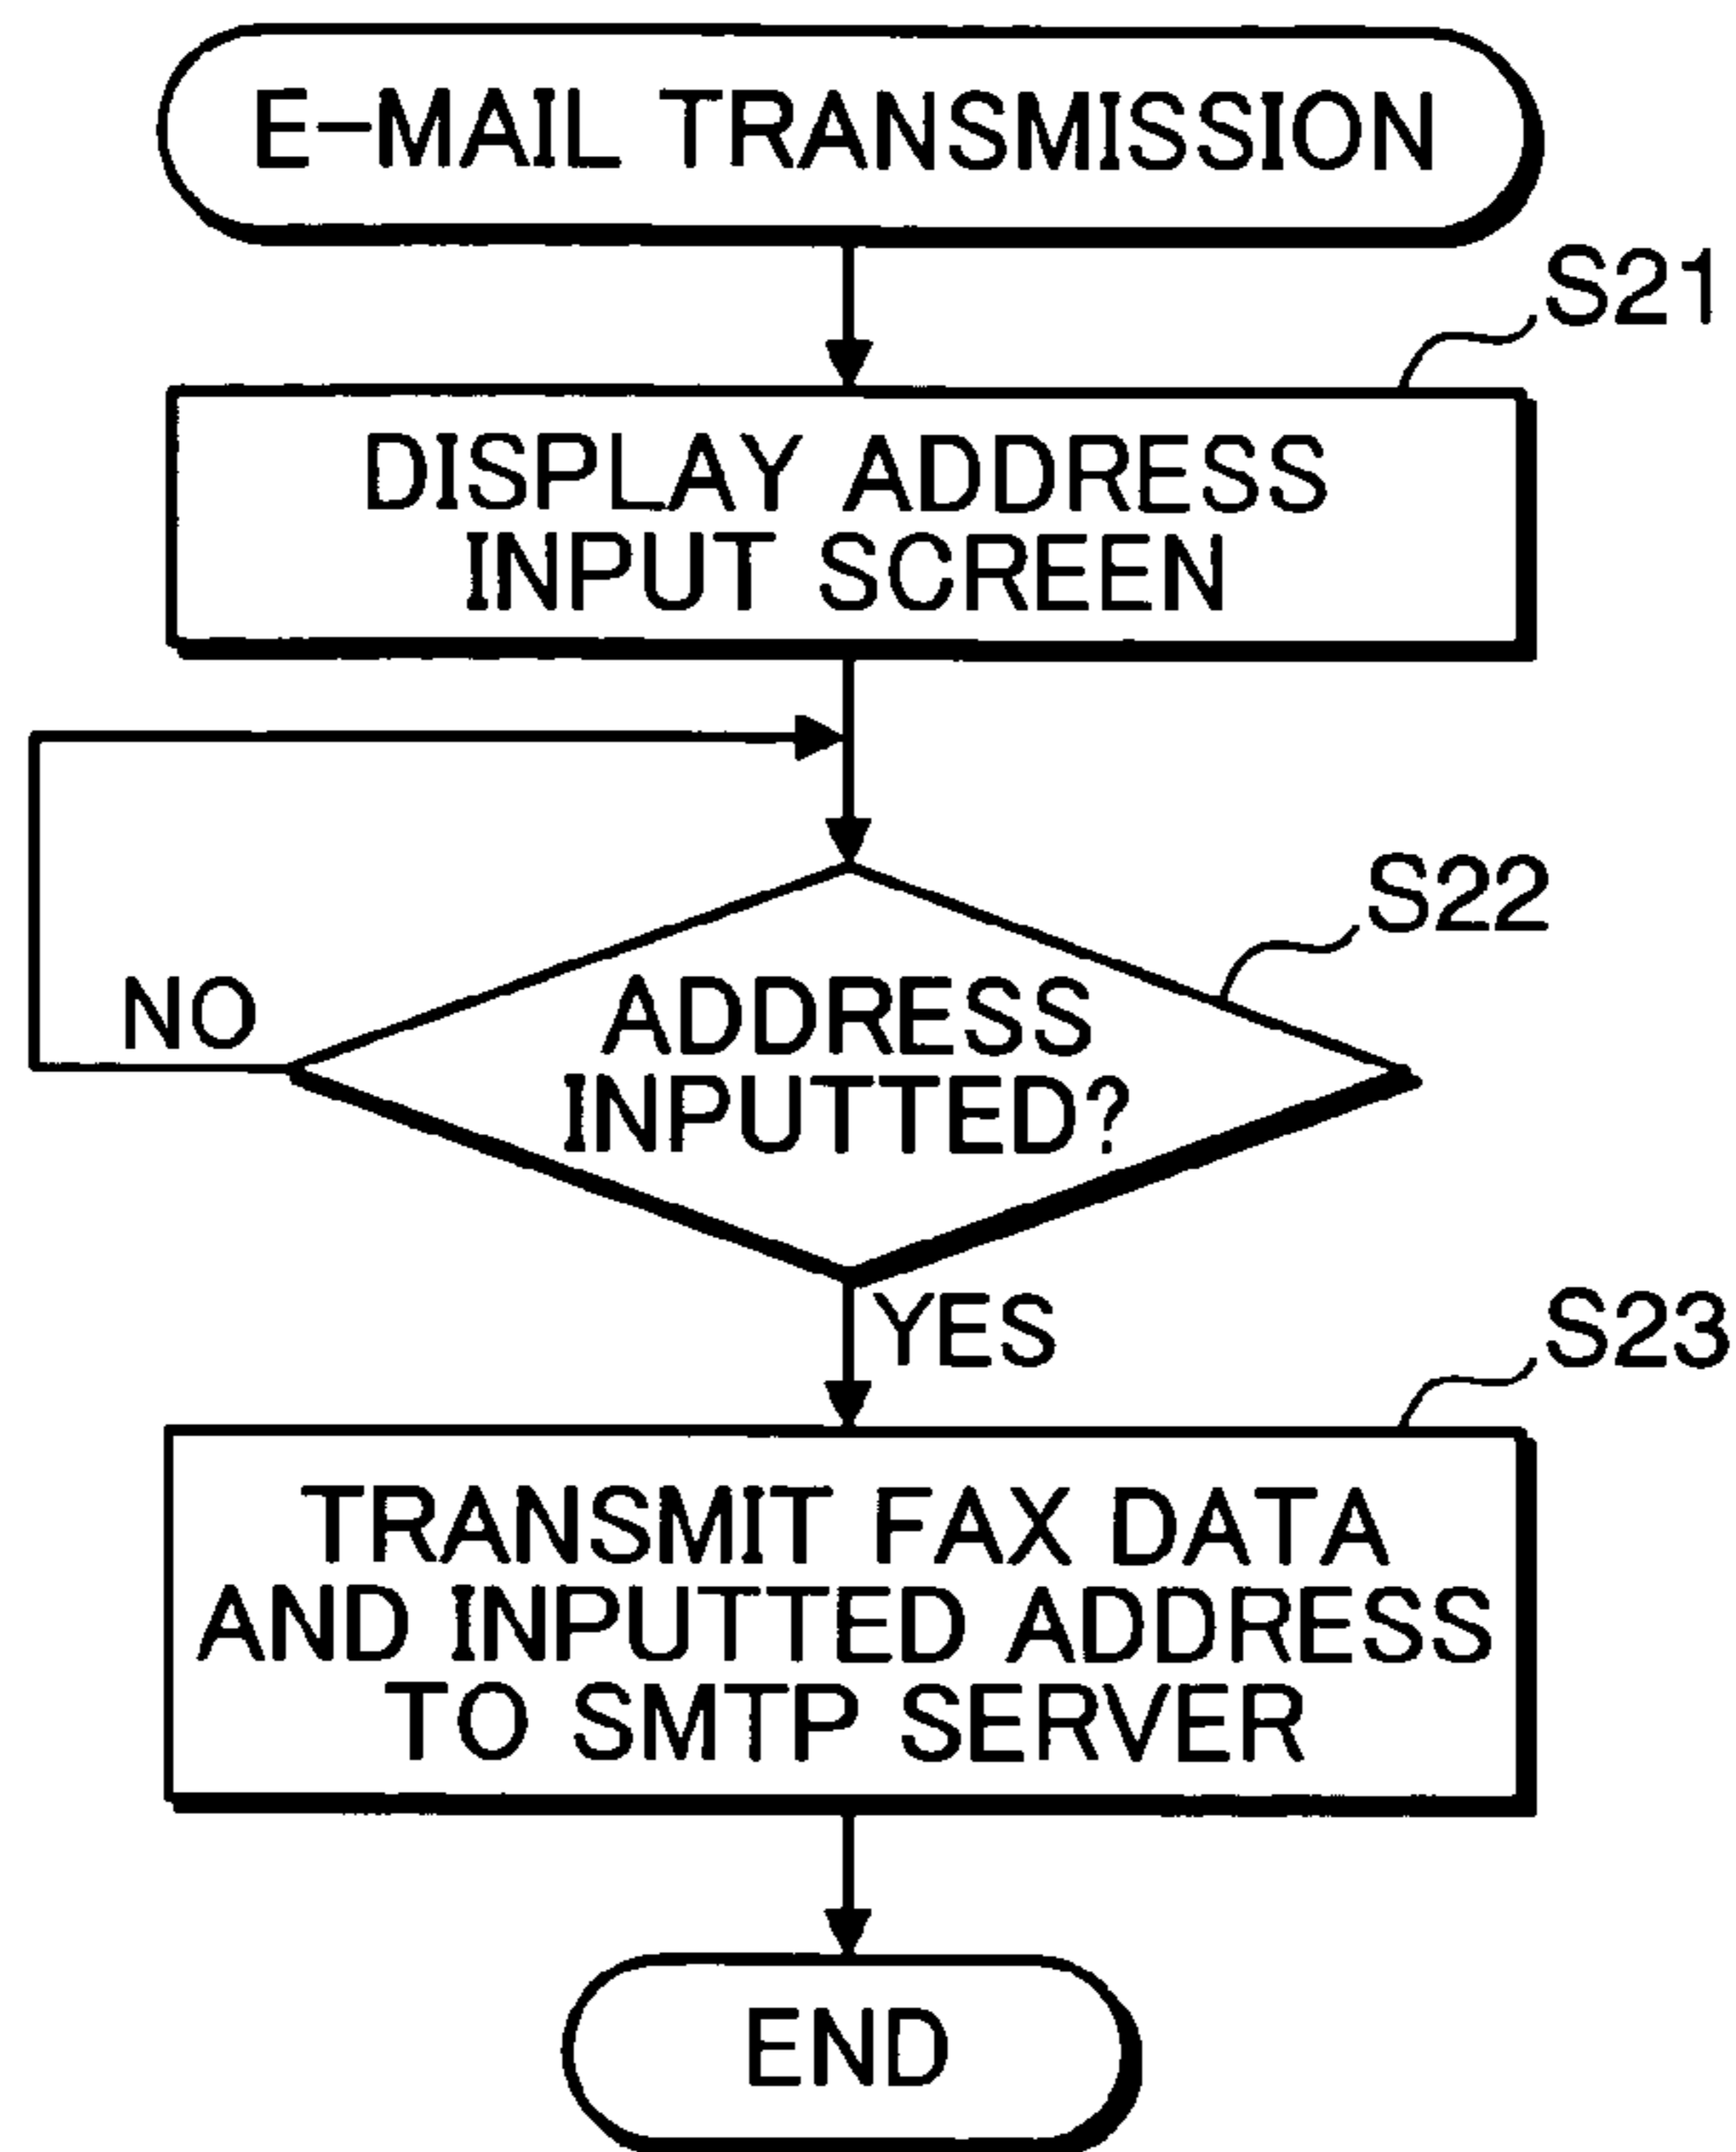 E-MAIL TRANSMISSION
S21
DISPLAY ADDRESS
INPUT SCREEN
S22
NO
ADDRESS
INPUTTED?
YES
S23
TRANSMIT FAX DATA
AND INPUTTED ADDRESS
TO SMTP SERVER
END